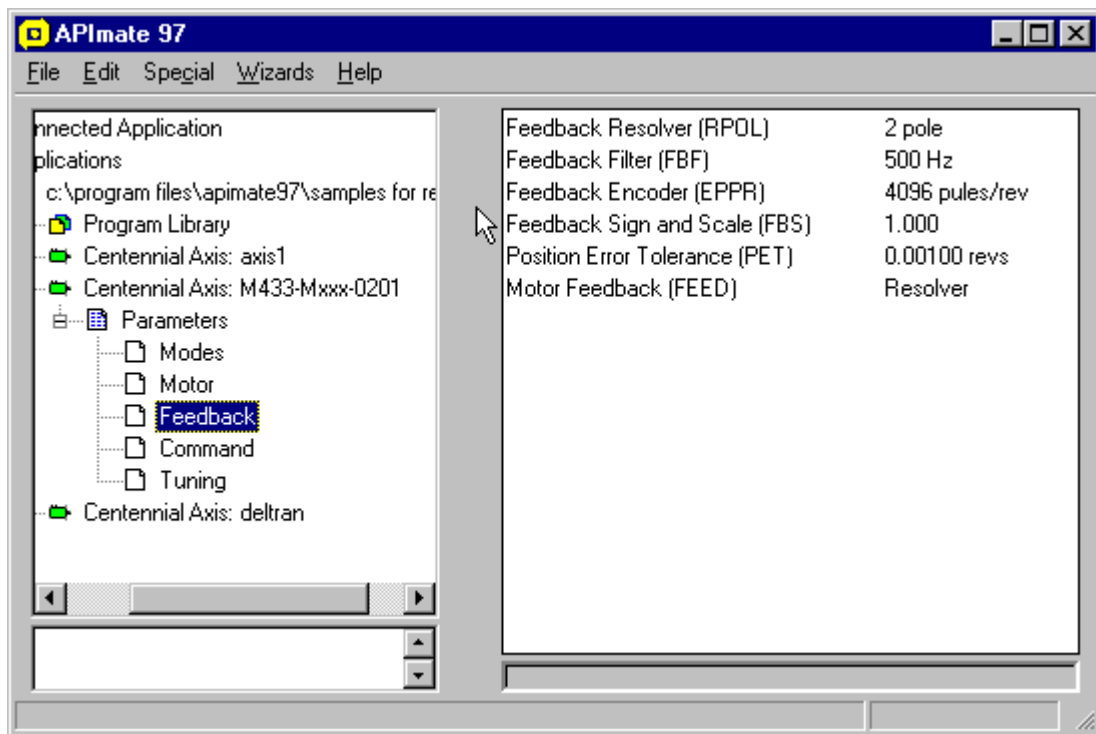 APImate 97
File Edit Special Wizards Help
nnected Application
plications
c:\program files\apimate97\samples for re
Program Library
Centennial Axis: axis1
Centennial Axis: M433-Mxxx-0201
Parameters
Modes
Motor
Feedback
Command
Tuning
Centennial Axis: deltran
Feedback Resolver (RPOL) 2 pole
Feedback Filter (FBF) 500 Hz
Feedback Encoder (EPPR) 4096 pules/rev
Feedback Sign and Scale (FBS) 1.000
Position Error Tolerance (PET) 0.00100 revs
Motor Feedback (FEED) Resolver